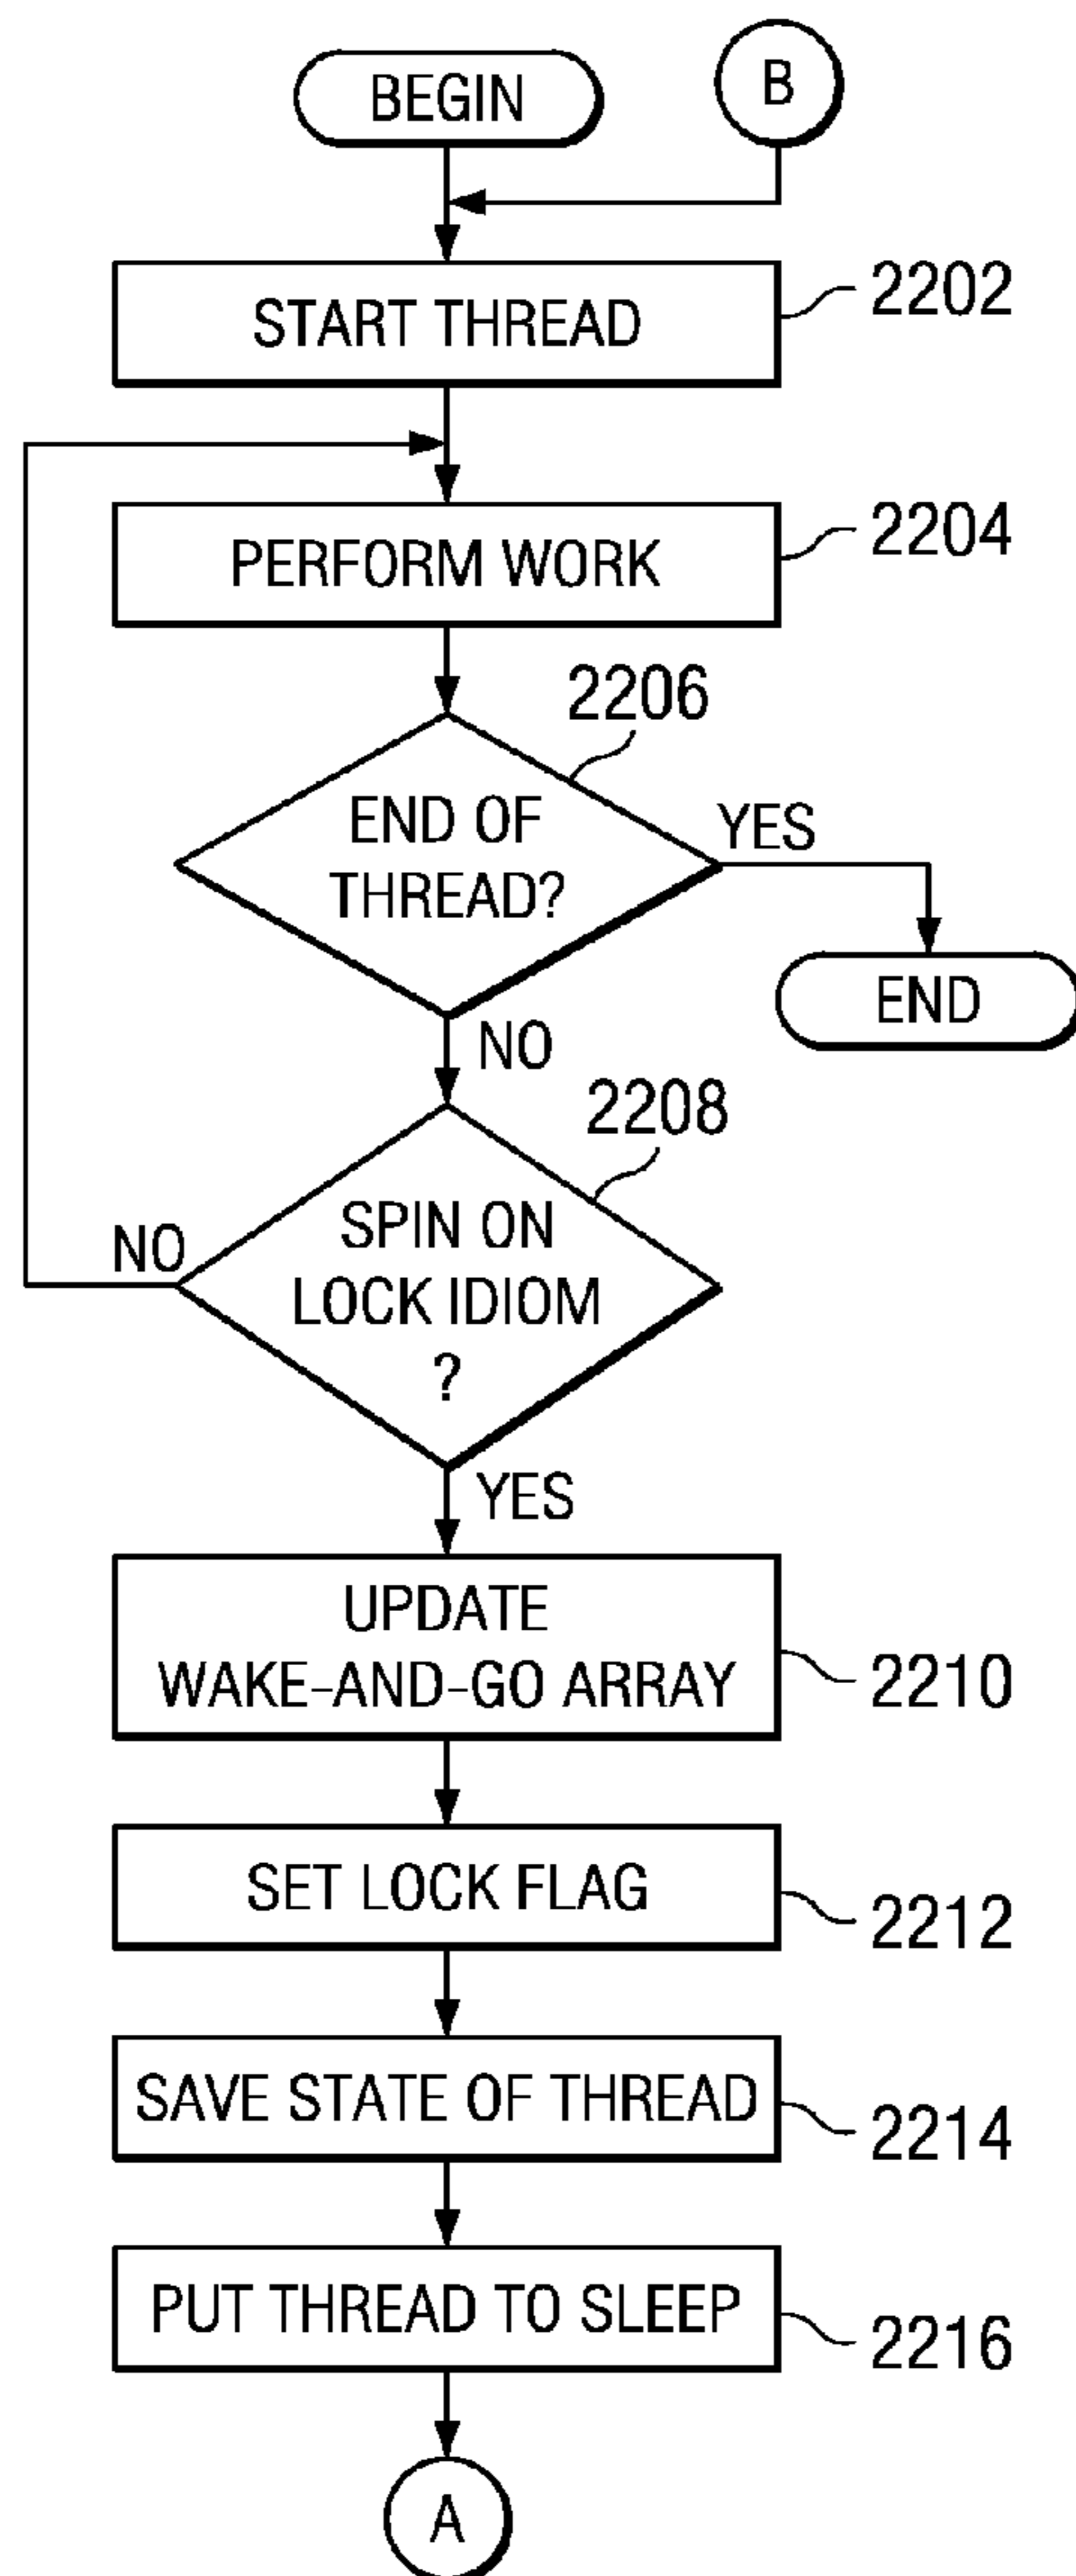 BEGIN
B
START THREAD
2202
PERFORM WORK
2204
2206
END OF
THREAD?
YES
END
NO
2208
SPIN ON
LOCK IDIOM
?
NO
YES
UPDATE
WAKE-AND-GO ARRAY
2210
SET LOCK FLAG
2212
SAVE STATE OF THREAD
2214
PUT THREAD TO SLEEP
2216
A